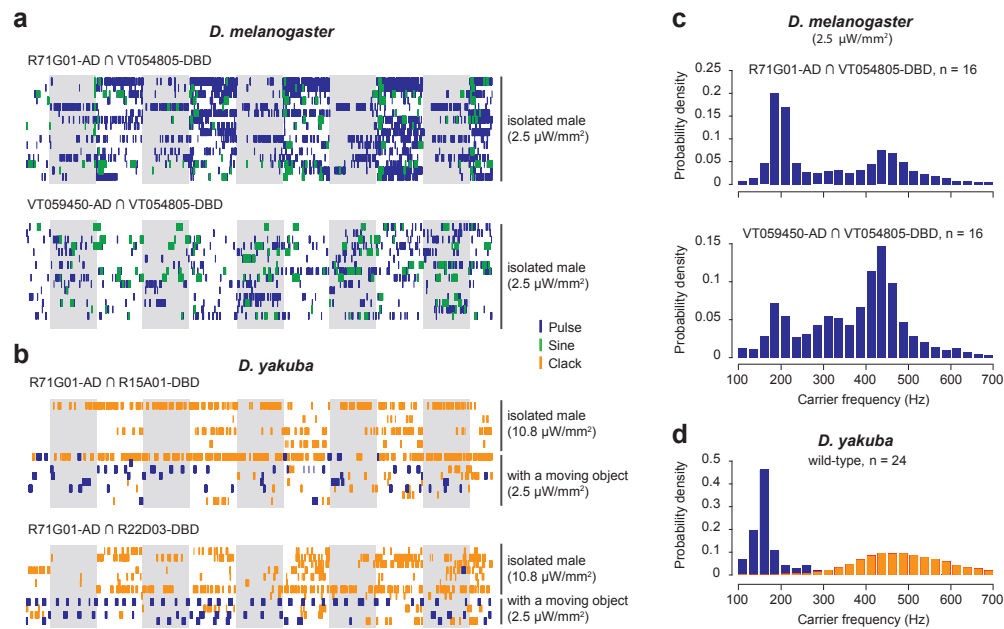 a
D. melanogaster
R71G01-AD ∩ VT054805-DBD
isolated male
(2.5 µW/mm²)
VT059450-AD ∩ VT054805-DBD
isolated male
(2.5 µW/mm²)
Pulse
Sine
Clack
b
D. yakuba
R71G01-AD ∩ R15A01-DBD
isolated male
(10.8 µW/mm²)
with a moving object
(2.5 µW/mm²)
R71G01-AD ∩ R22D03-DBD
isolated male
(10.8 µW/mm²)
with a moving object
(2.5 µW/mm²)
c
D. melanogaster
(2.5 µW/mm²)
R71G01-AD ∩ VT054805-DBD, n = 16
Probability density
0.25
0.2
0.15
0.1
0.05
0
VT059450-AD ∩ VT054805-DBD, n = 16
Probability density
0.15
0.1
0.05
0
100 200 300 400 500 600 700
Carrier frequency (Hz)
d
D. yakuba
wild-type, n = 24
Probability density
0.5
0.4
0.3
0.2
0.1
0
100 200 300 400 500 600 700
Carrier frequency (Hz)